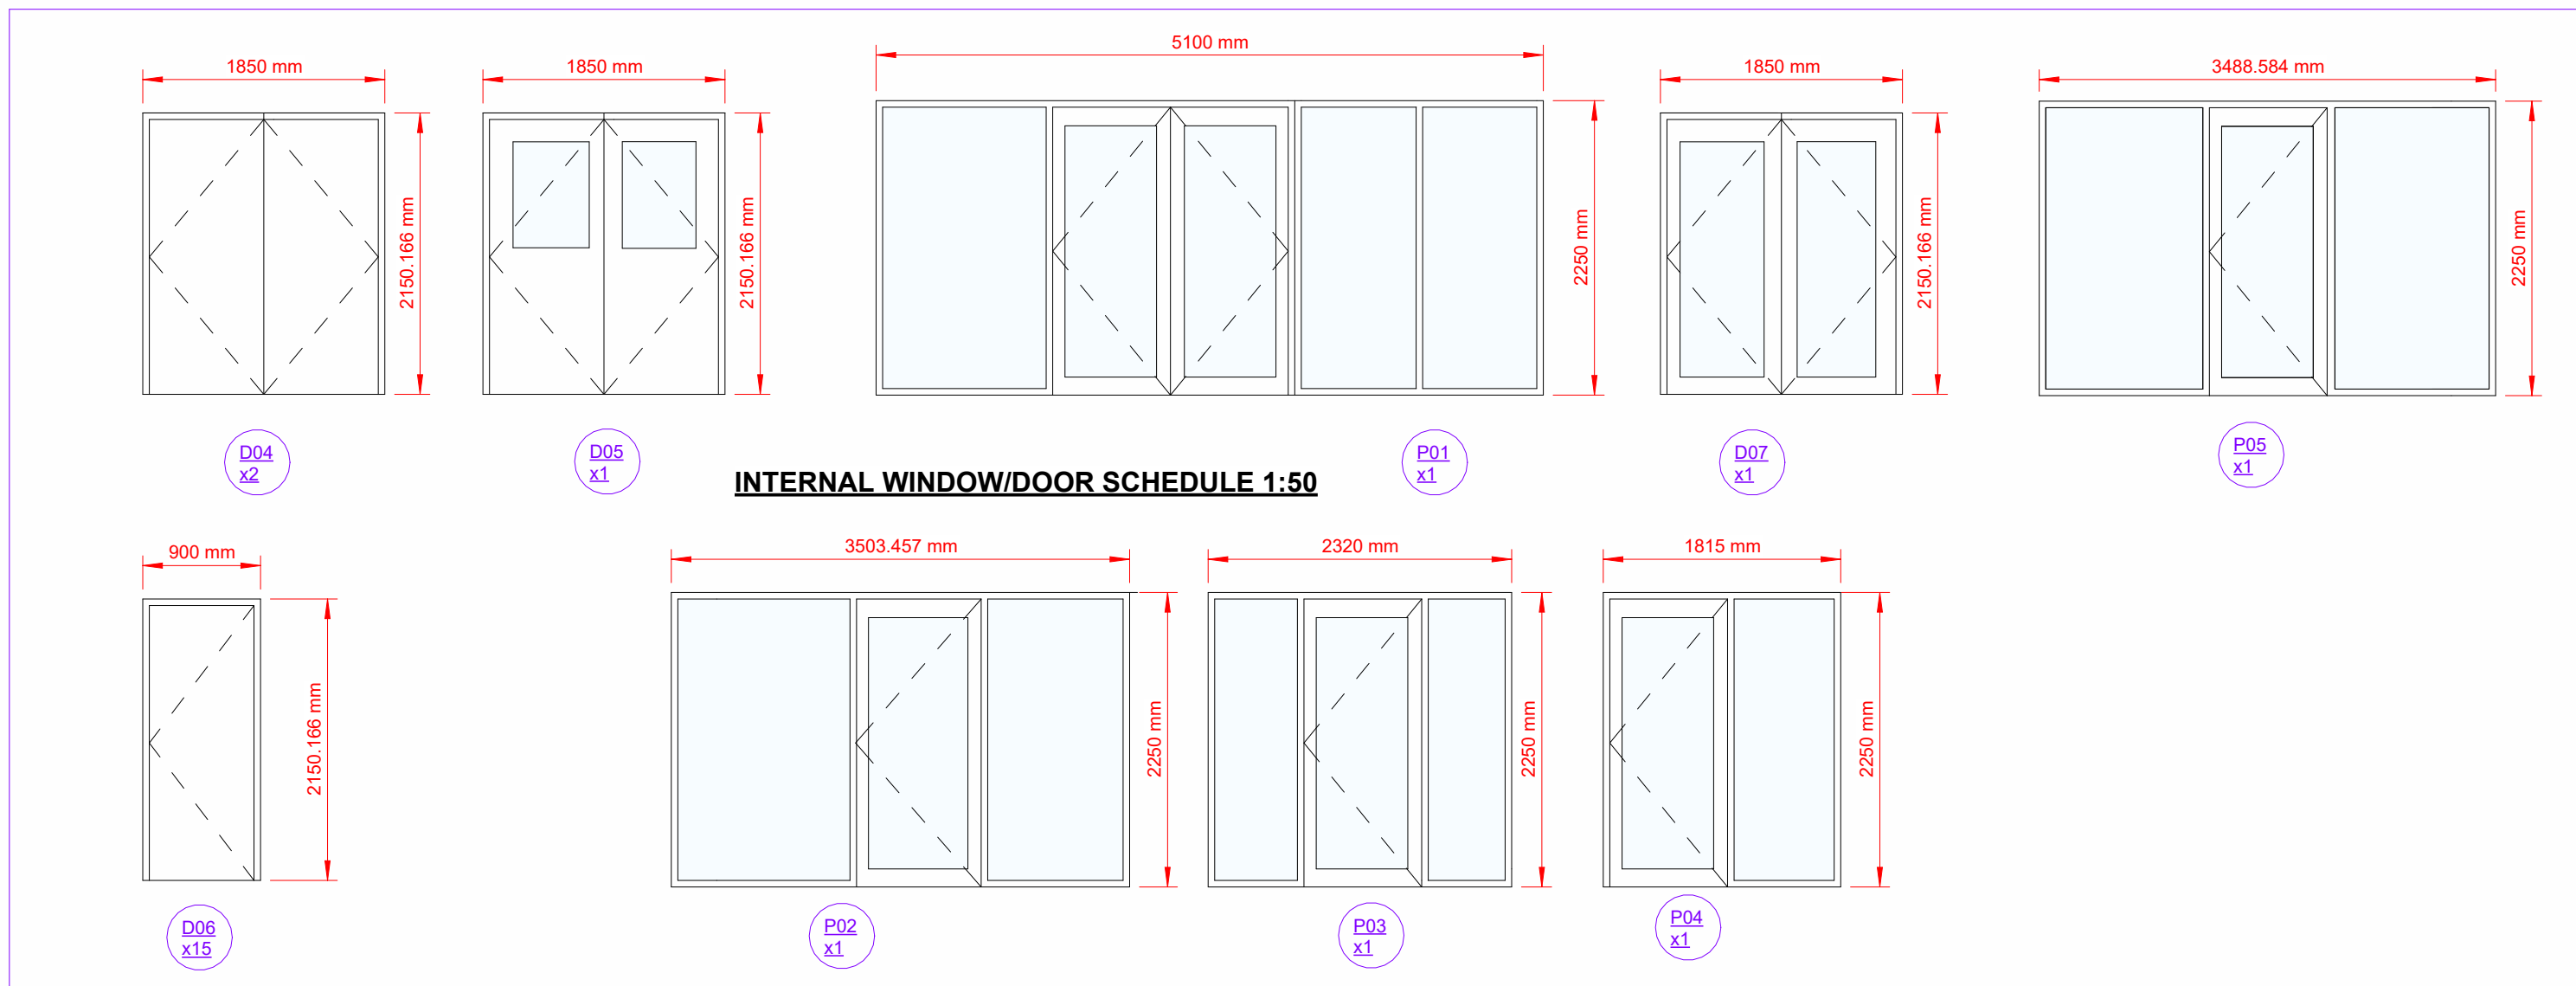 1850 mm
2150.166 mm
D04
x2
1850 mm
2150.166 mm
D05
x1
5100 mm
2250 mm
P01
x1
1850 mm
2150.166 mm
D07
x1
3488.584 mm
2250 mm
P05
x1
INTERNAL WINDOW/DOOR SCHEDULE 1:50
900 mm
2150.166 mm
D06
x15
3503.457 mm
2250 mm
P02
x1
2320 mm
2250 mm
P03
x1
1815 mm
2250 mm
P04
x1